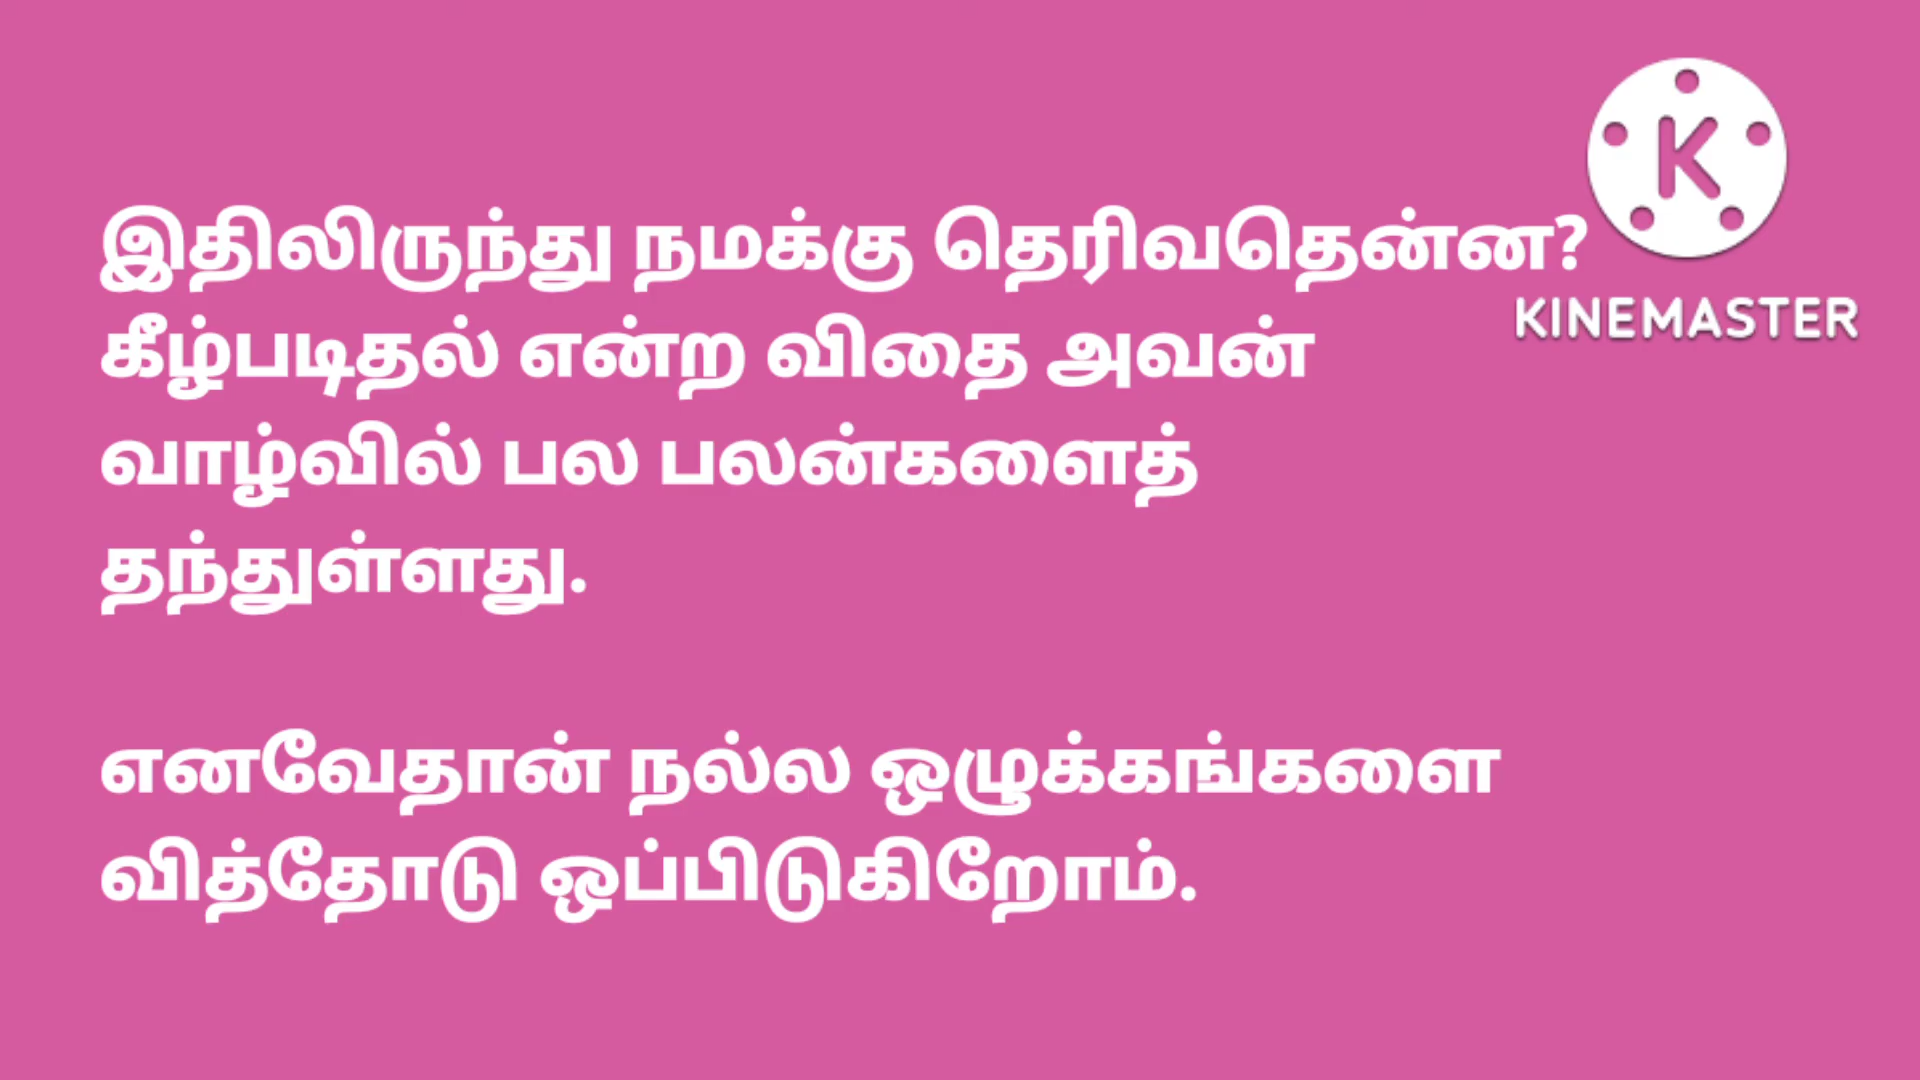 இதிலிருந்து நமக்கு தெரிவதென்ன?
கீழ்படிதல் என்ற விதை அவன்
வாழ்வில் பல பலன்களைத்
தந்துள்ளது.
எனவேதான் நல்ல ஒழுக்கங்களை
வித்தோடு ஒப்பிடுகிறோம்.
K
KINEMASTER